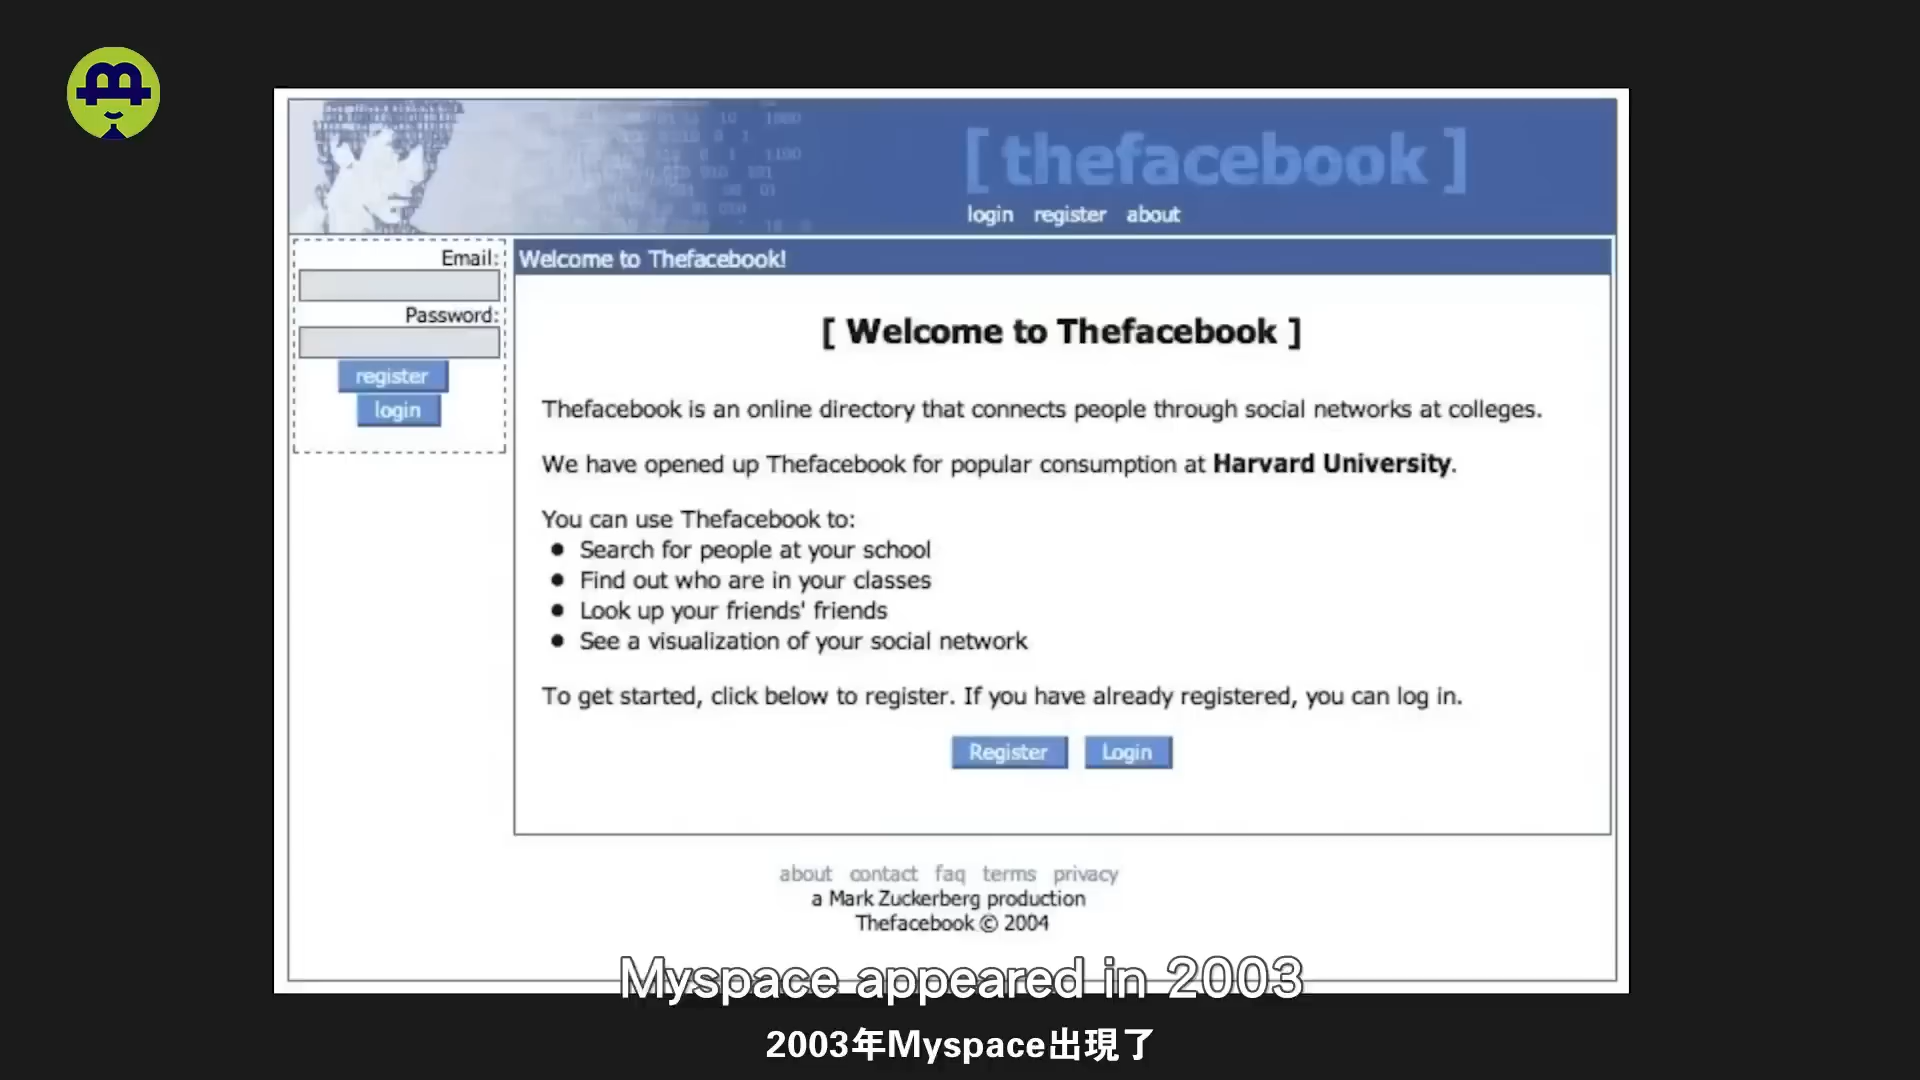 [ thefacebook ]
login register about
Email:
Password:
register
login
Welcome to Thefacebook!
[ Welcome to Thefacebook ]
Thefacebook is an online directory that connects people through social networks at colleges.
We have opened up Thefacebook for popular consumption at Harvard University.
You can use Thefacebook to:
• Search for people at your school
• Find out who are in your classes
• Look up your friends' friends
• See a visualization of your social network
To get started, click below to register. If you have already registered, you can log in.
Register Login
about contact faq terms privacy
a Mark Zuckerberg production
Thefacebook © 2004
Myspace appeared in 2003
2003年Myspace出現了